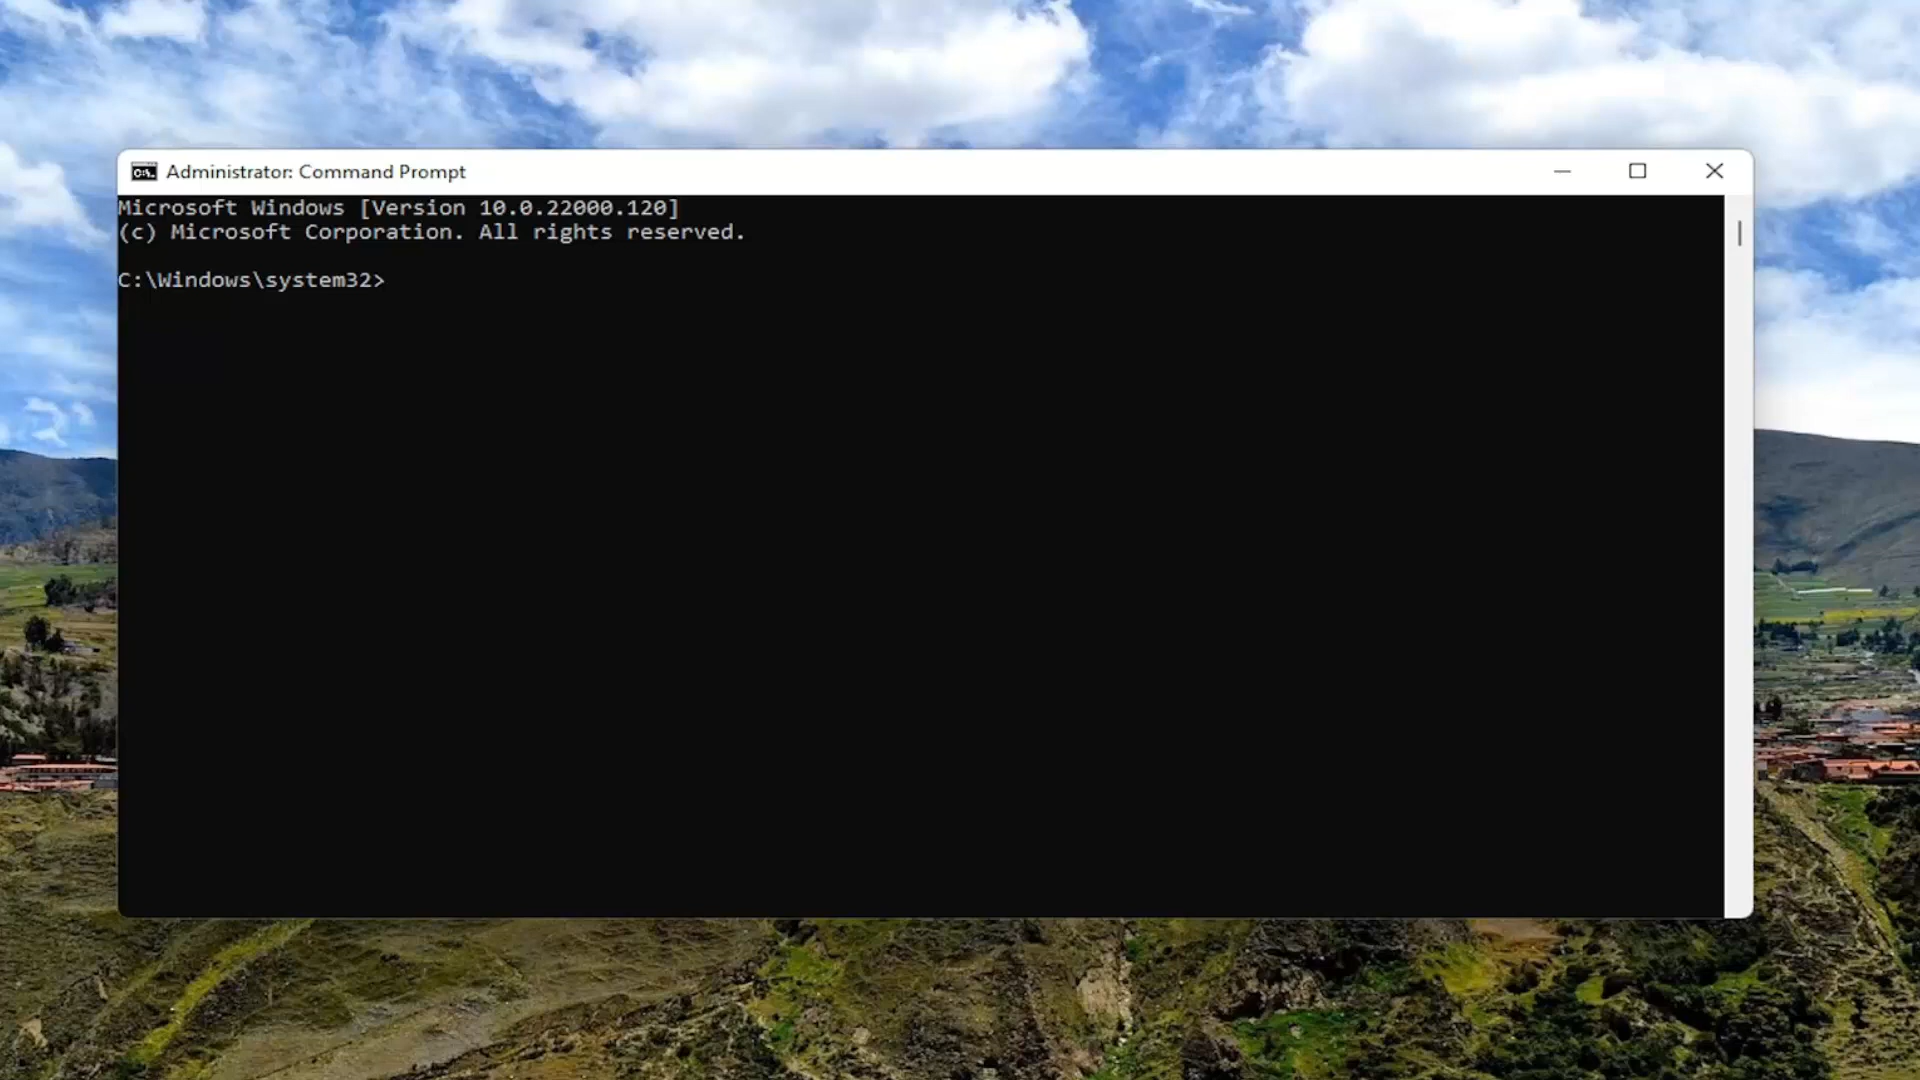 Administrator: Command Prompt
Microsoft Windows [Version 10.0.22000.120]
(c) Microsoft Corporation. All rights reserved.
C:\Windows\system32>